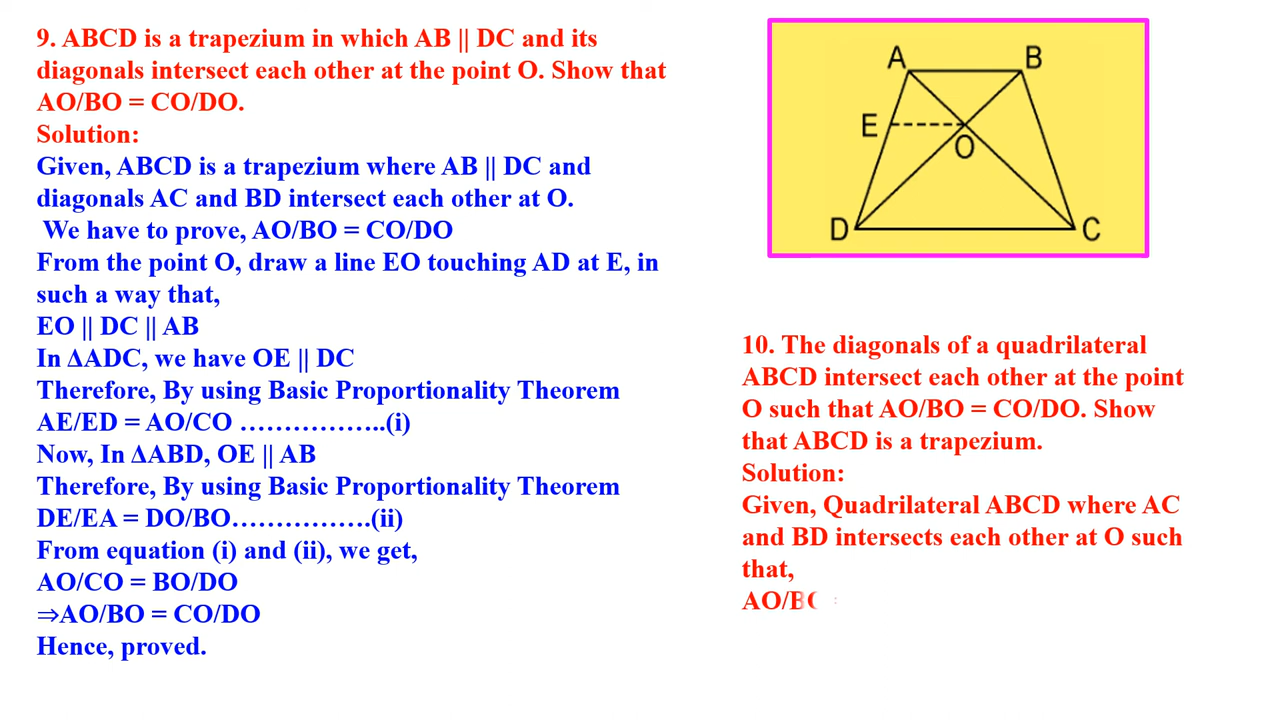 9. ABCD is a trapezium in which AB || DC and its
diagonals intersect each other at the point O. Show that
AO/BO = CO/DO.
Solution:
Given, ABCD is a trapezium where AB || DC and
diagonals AC and BD intersect each other at O.
We have to prove, AO/BO = CO/DO
From the point O, draw a line EO touching AD at E, in
such a way that,
EO || DC || AB
In ΔADC, we have OE || DC
Therefore, By using Basic Proportionality Theorem
AE/ED = AO/CO ……………..(i)
Now, In ΔABD, OE || AB
Therefore, By using Basic Proportionality Theorem
DE/EA = DO/BO…………….(ii)
From equation (i) and (ii), we get,
AO/CO = BO/DO
⇒AO/BO = CO/DO
Hence, proved.
A B
E
O
D C
10. The diagonals of a quadrilateral
ABCD intersect each other at the point
O such that AO/BO = CO/DO. Show
that ABCD is a trapezium.
Solution:
Given, Quadrilateral ABCD where AC
and BD intersects each other at O such
that,
AO/B